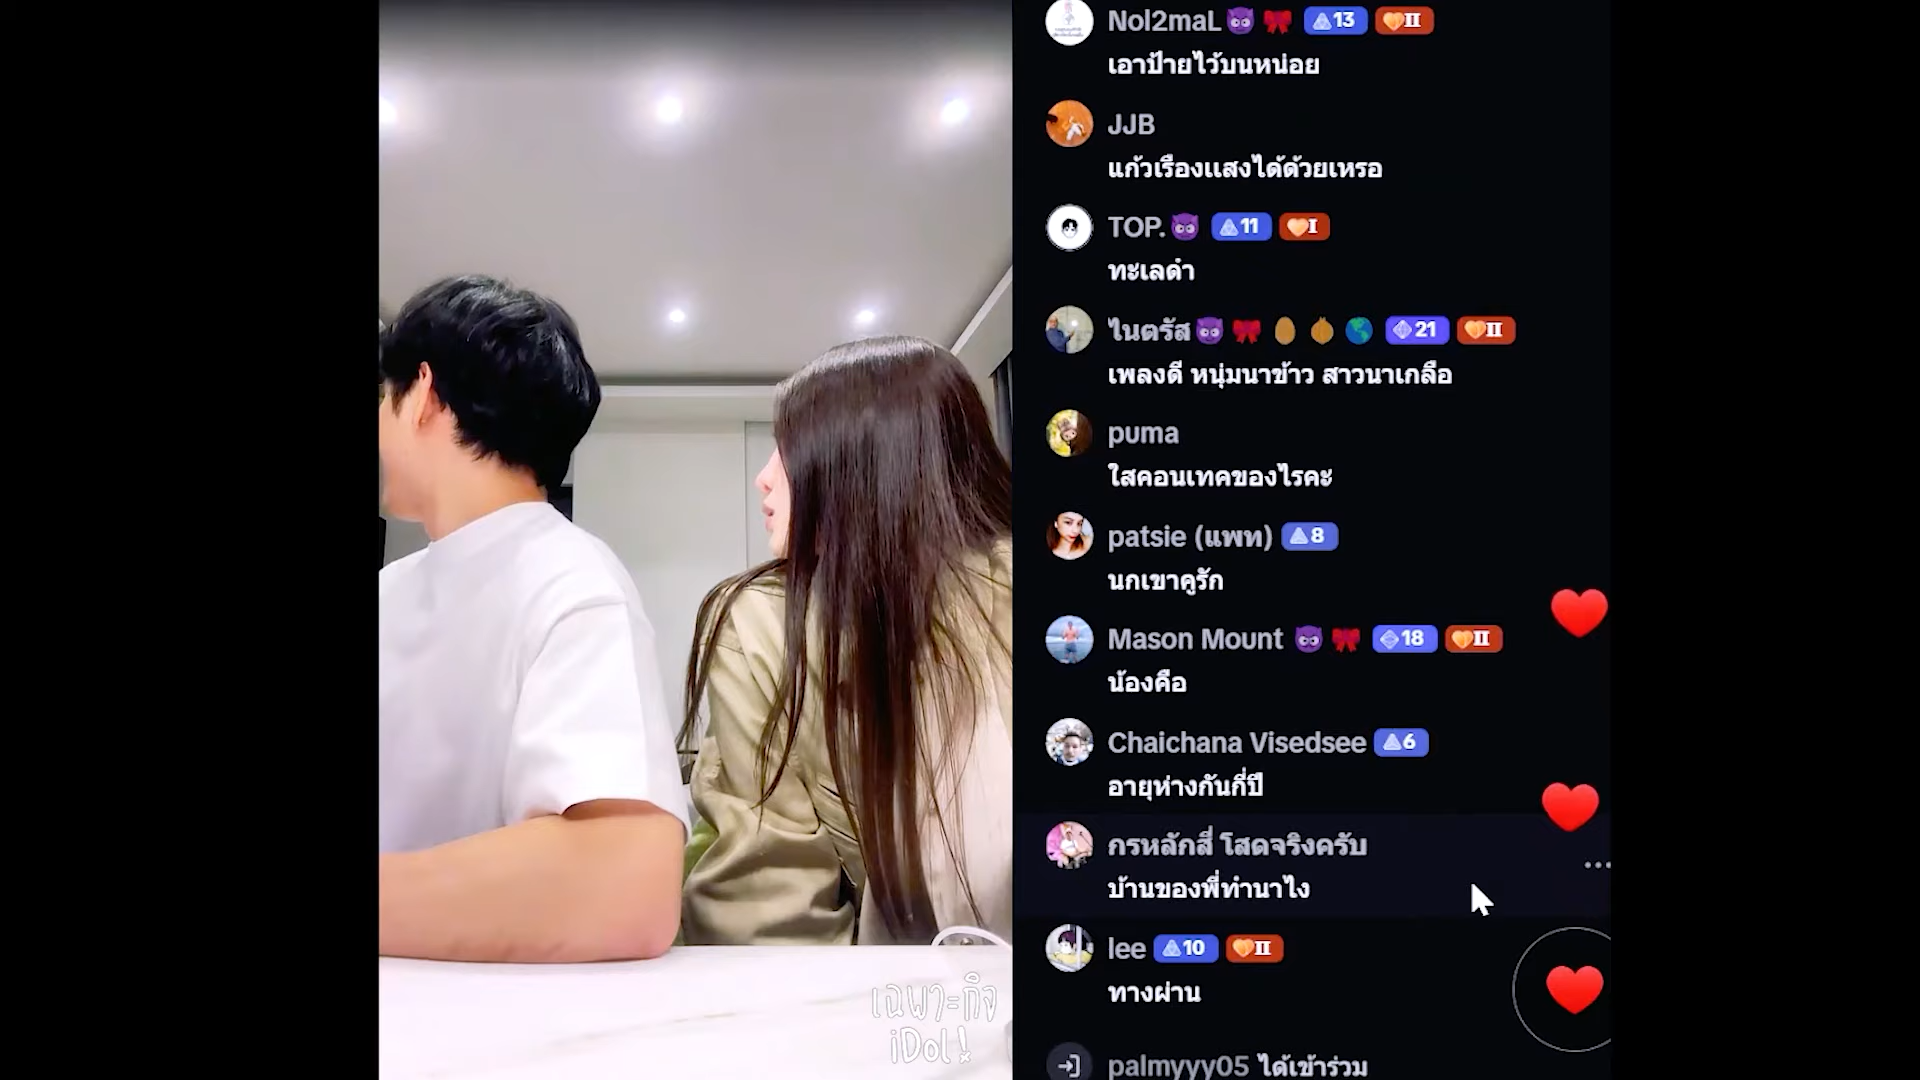 Nol2maL 13 II
เอาป้ายไว้บนหน่อย
JJB
แก้วเรืองแสงได้ด้วยเหรอ
TOP. 11 I
ทะเลดำ
ไนตรัส 21 II
เพลงดี หนุ่มนาข้าว สาวนาเกลือ
puma
ใสคอนเทคของไรคะ
patsie (แพท) 8
นกเขาคูรัก
Mason Mount 18 II
น้องคือ
Chaichana Visedsee 6
อายุห่างกันกี่ปี
กรหลักสี่ โสดจริงครับ
บ้านของพี่ทำนาไง
lee 10 II
ทางผ่าน
palmyyy05 ได้เข้าร่วม
เฉพาะกิจ
iDol!